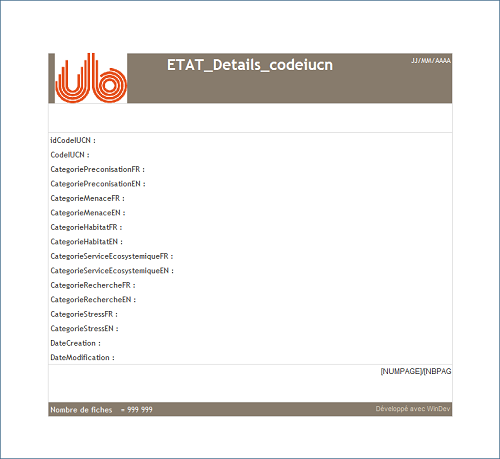 ub
ETAT_Details_codeiucn
JJ/MM/AAAA
idCodeIUCN :
CodeIUCN :
CategoriePreconisationFR :
CategoriePreconisationEN :
CategorieMenaceFR :
CategorieMenaceEN :
CategorieHabitatFR :
CategorieHabitatEN :
CategorieServiceEcosystemiqueFR :
CategorieServiceEcosystemiqueEN :
CategorieRechercheFR :
CategorieRechercheEN :
CategorieStressFR :
CategorieStressEN :
DateCreation :
DateModification :
[NUMPAGE]/[NBPAG
Nombre de fiches = 999 999 Développé avec WinDev